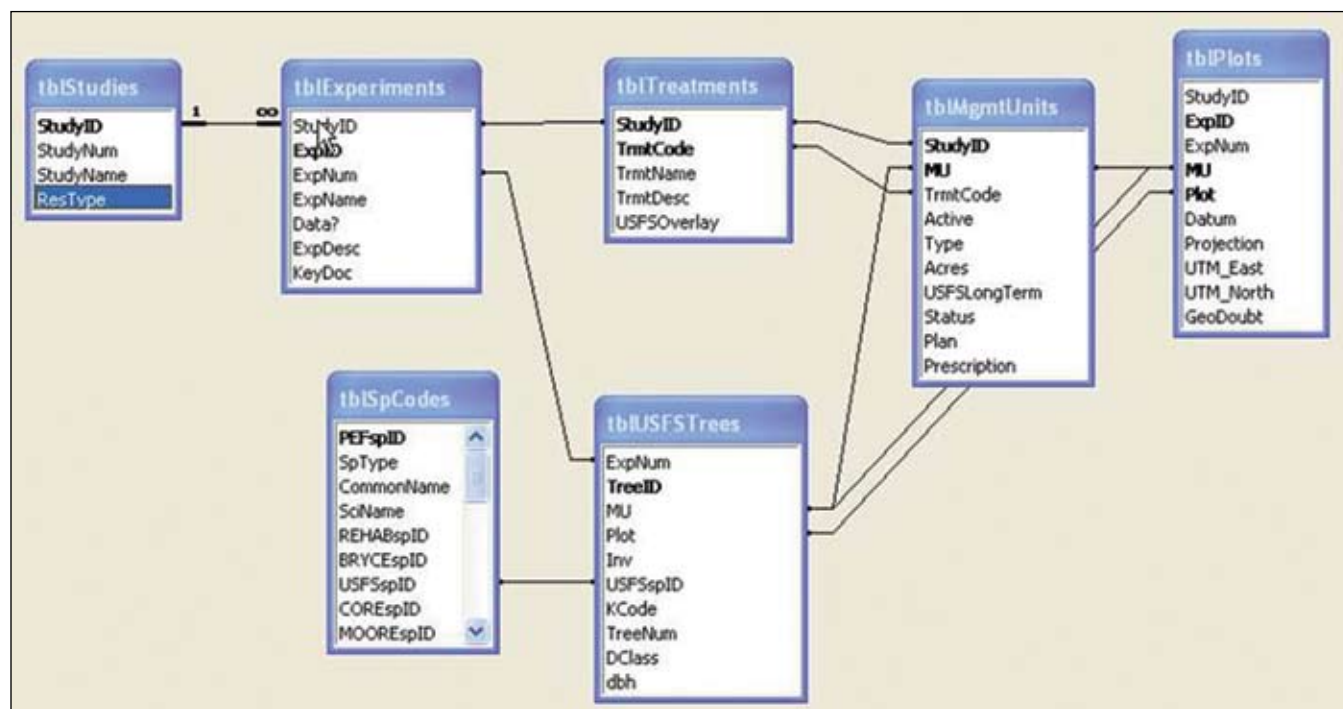 tblStudies
StudyID
StudyNum
StudyName
ResType
1
∞
tblExperiments
StudyID
ExpID
ExpNum
ExpName
Data?
ExpDesc
KeyDoc
tblTreatments
StudyID
TrmtCode
TrmtName
TrmtDesc
USFSOverlay
tblMgmtUnits
StudyID
MU
TrmtCode
Active
Type
Acres
USFSLongTerm
Status
Plan
Prescription
tblPlots
StudyID
ExpID
ExpNum
MU
Plot
Datum
Projection
UTM_East
UTM_North
GeoDoubt
tblSpCodes
PEFspID
SpType
CommonName
SciName
REHABspID
BRYCEspID
USFSspID
COREspID
MOOREspID
tblUSFSTrees
ExpNum
TreeID
MU
Plot
Inv
USFSspID
KCode
TreeNum
DClass
dbh